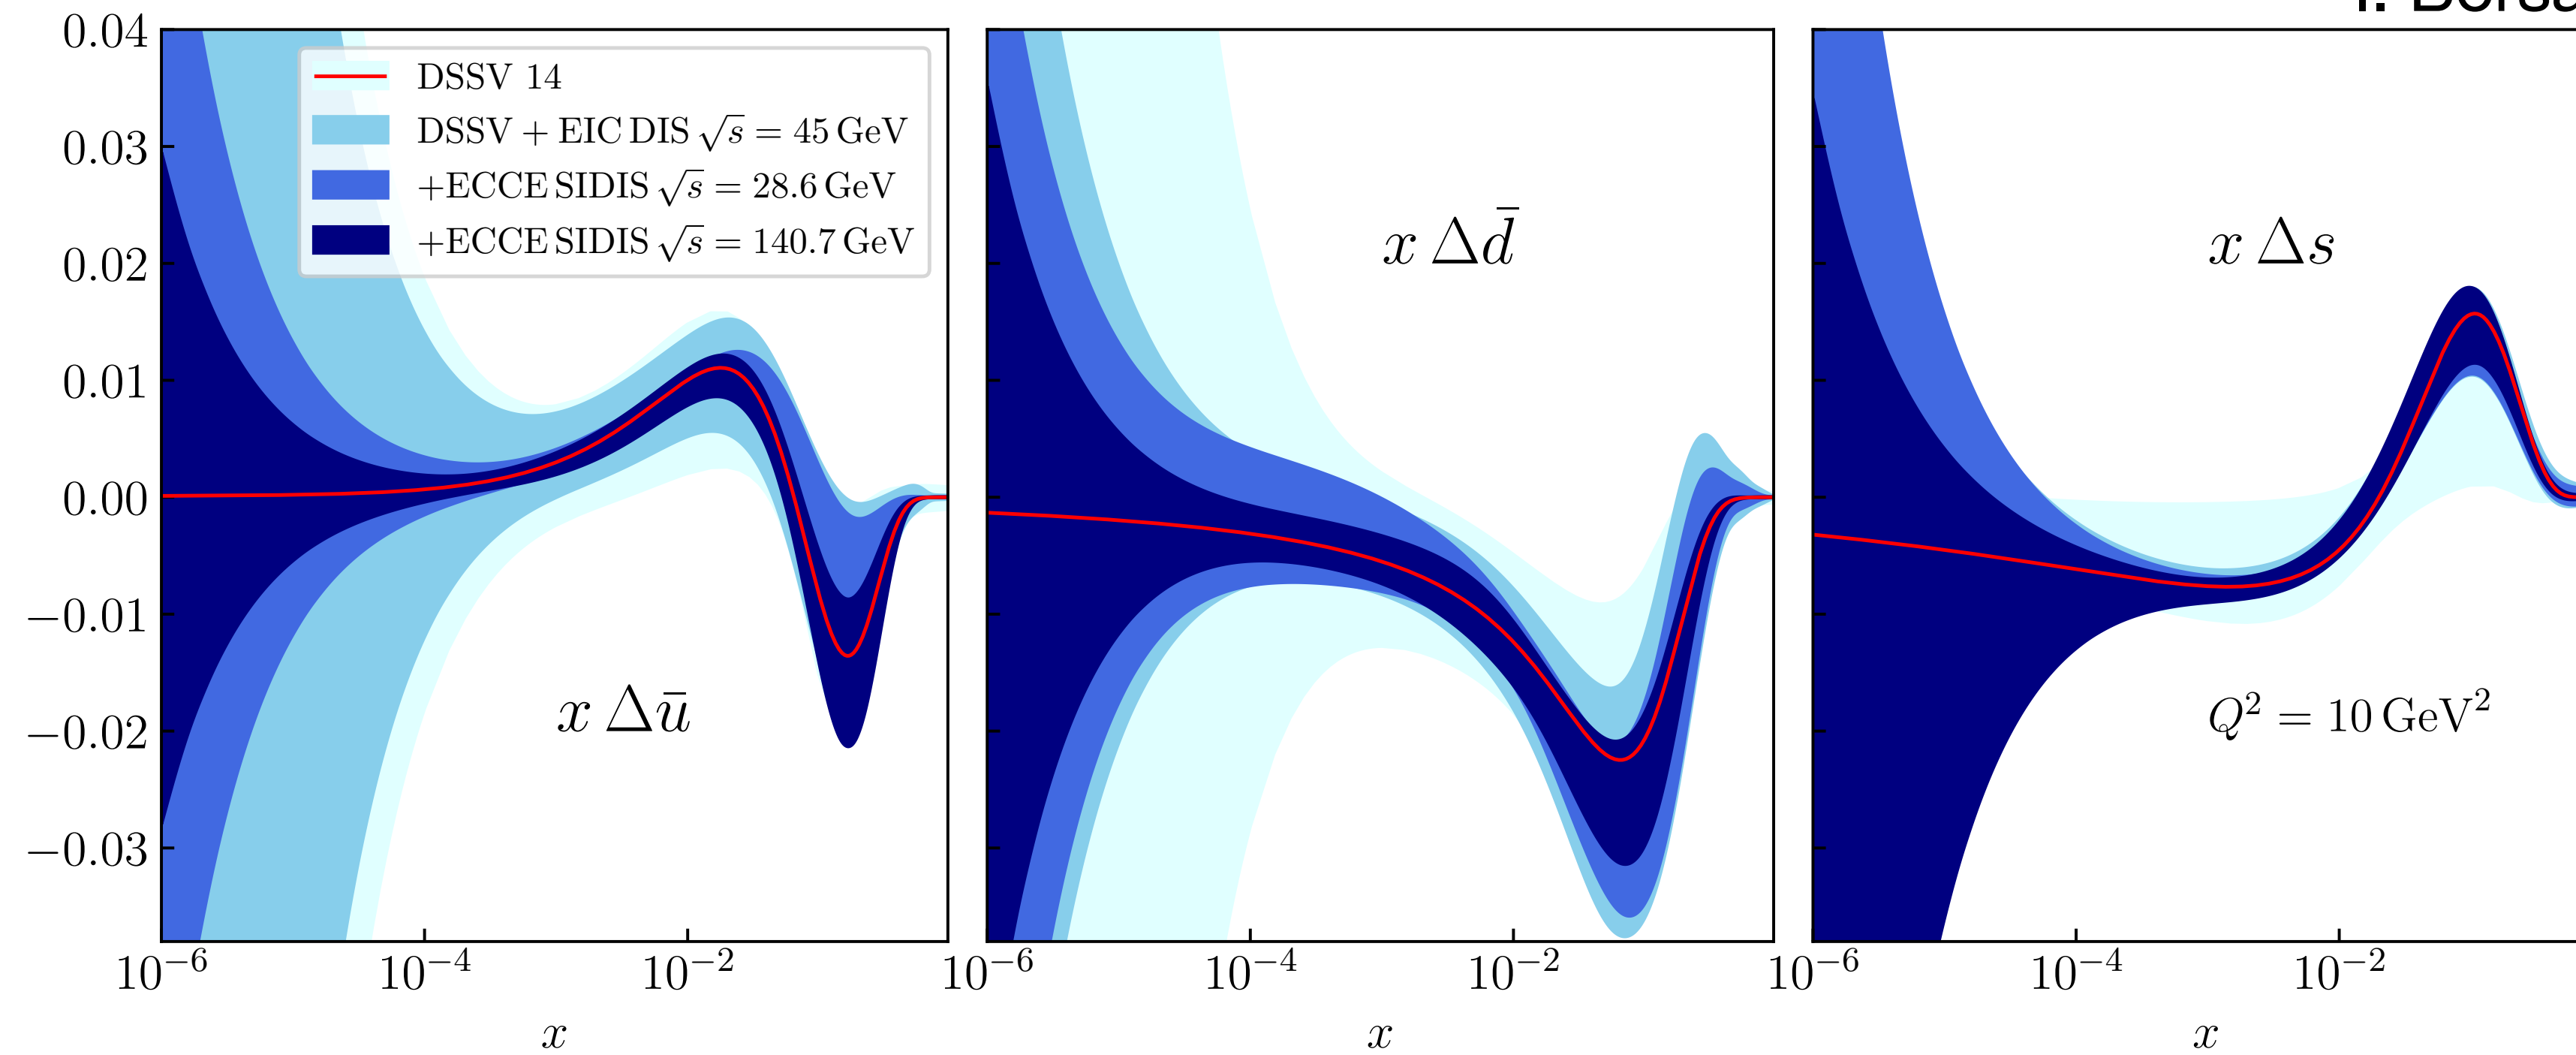 0.04
0.03
0.02
0.01
0.00
−0.01
−0.02
−0.03
DSSV 14
DSSV + EIC DIS √s = 45 GeV
+ECCE SIDIS √s = 28.6 GeV
+ECCE SIDIS √s = 140.7 GeV
x Δū
x Δd̄
x Δs
Q² = 10 GeV²
10⁻⁶ 10⁻⁴ 10⁻² 10⁻⁶ 10⁻⁴ 10⁻² 10⁻⁶ 10⁻⁴ 10⁻²
x x x